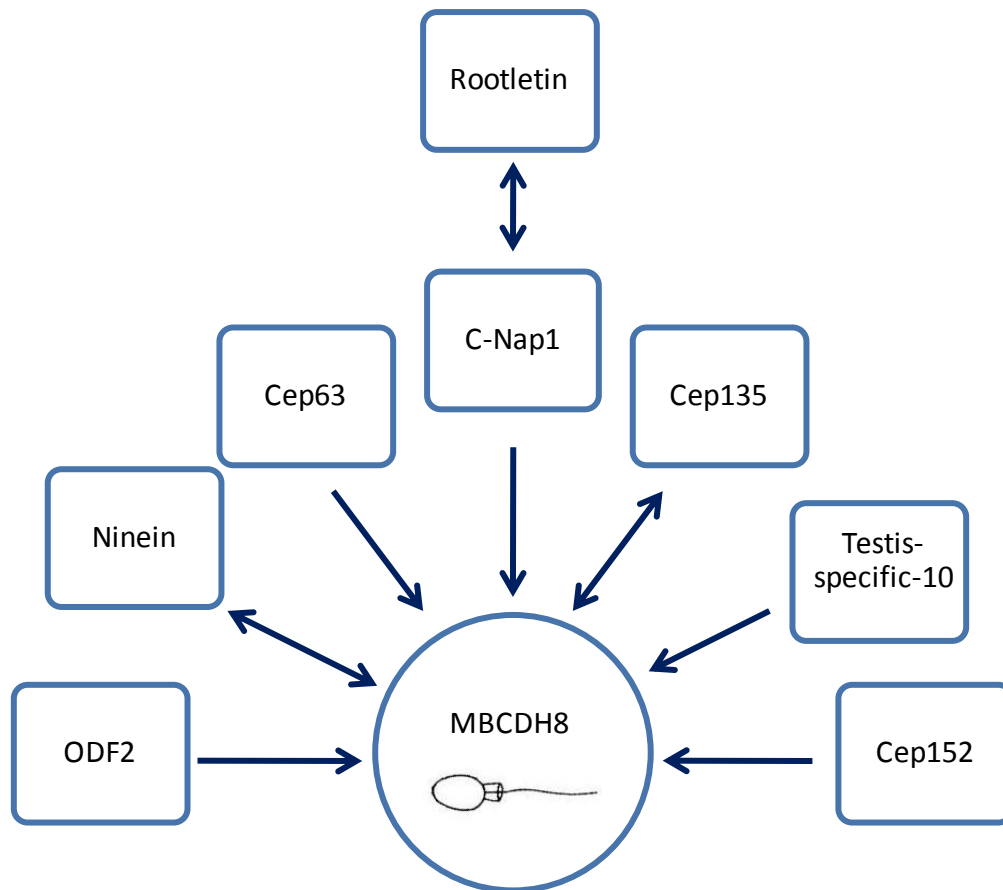 Rootletin
C-Nap1
Cep63
Cep135
Ninein
Testis-
specific-10
MBCDH8
ODF2
Cep152